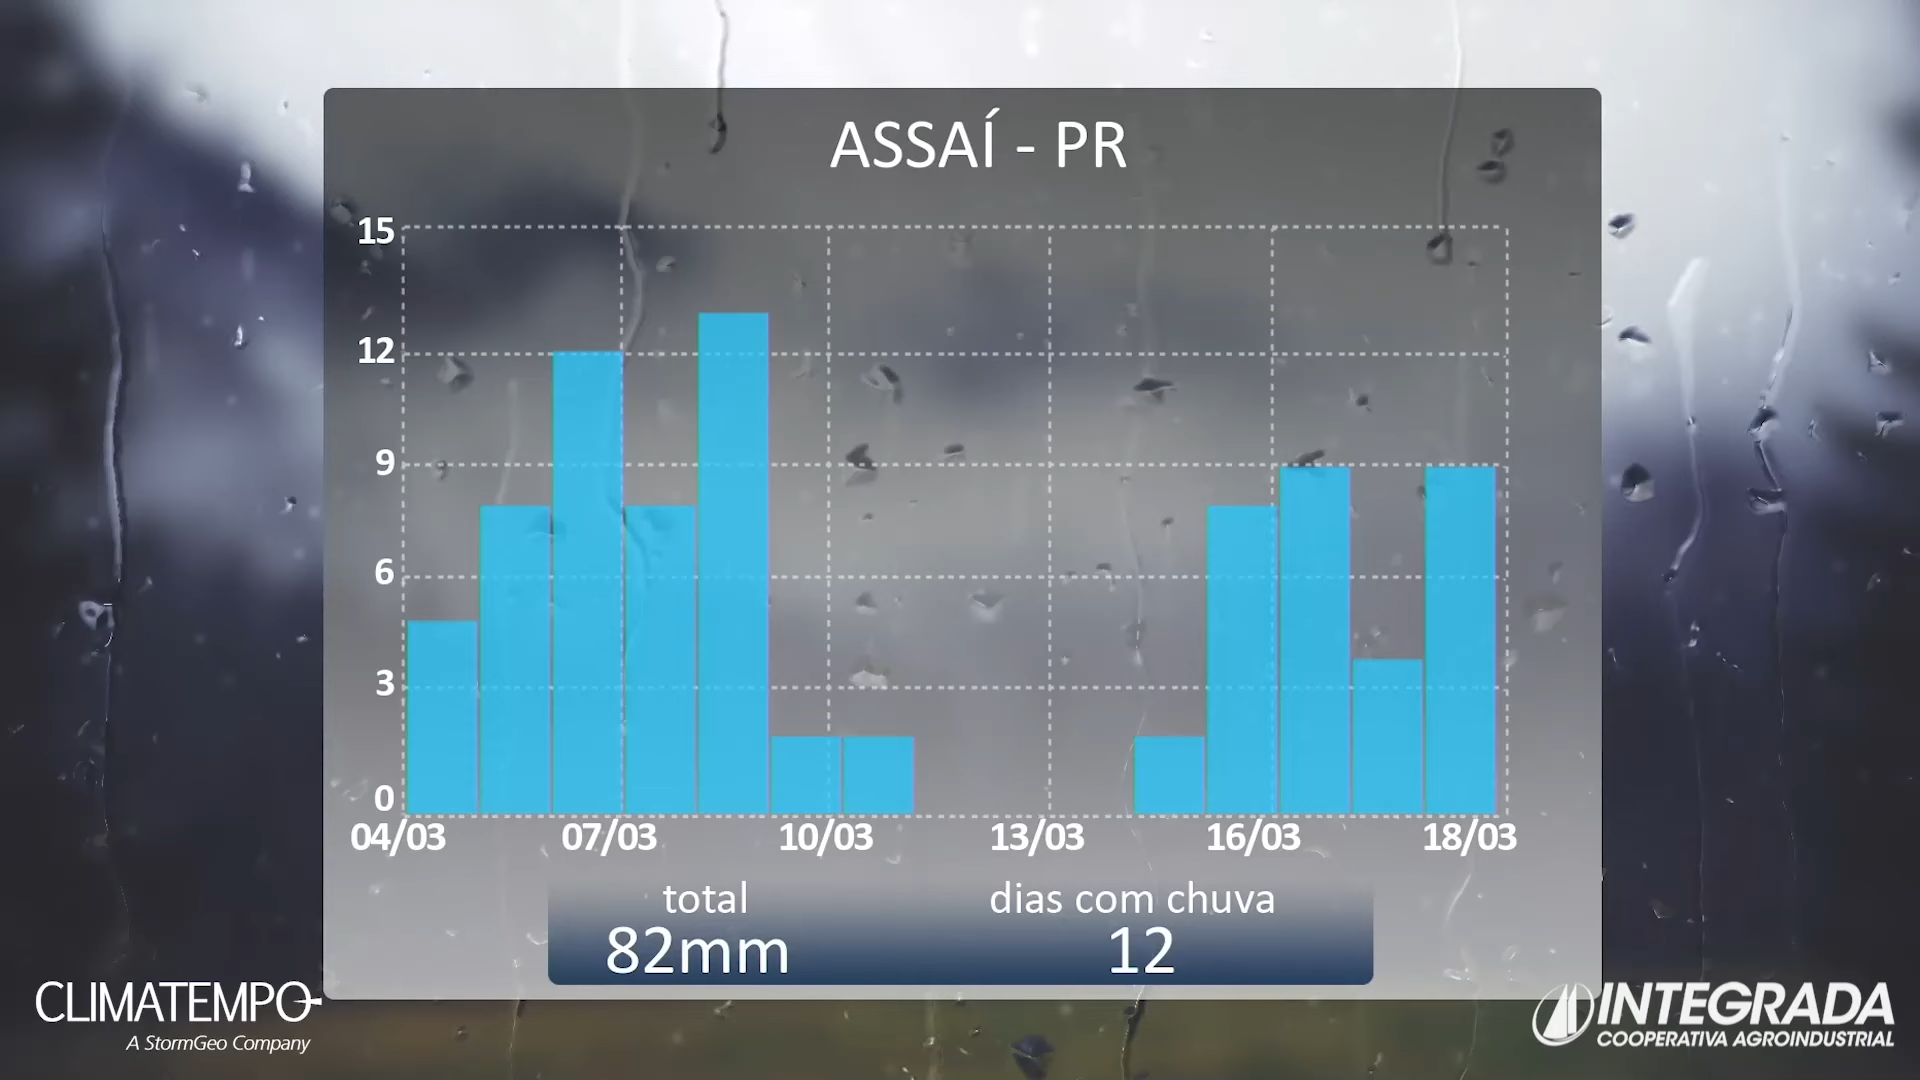 ASSAÍ - PR
15
12
9
6
3
0
04/03 07/03 10/03 13/03 16/03 18/03
total dias com chuva
82mm 12
CLIMATEMPO
A StormGeo Company
INTEGRADA
COOPERATIVA AGROINDUSTRIAL